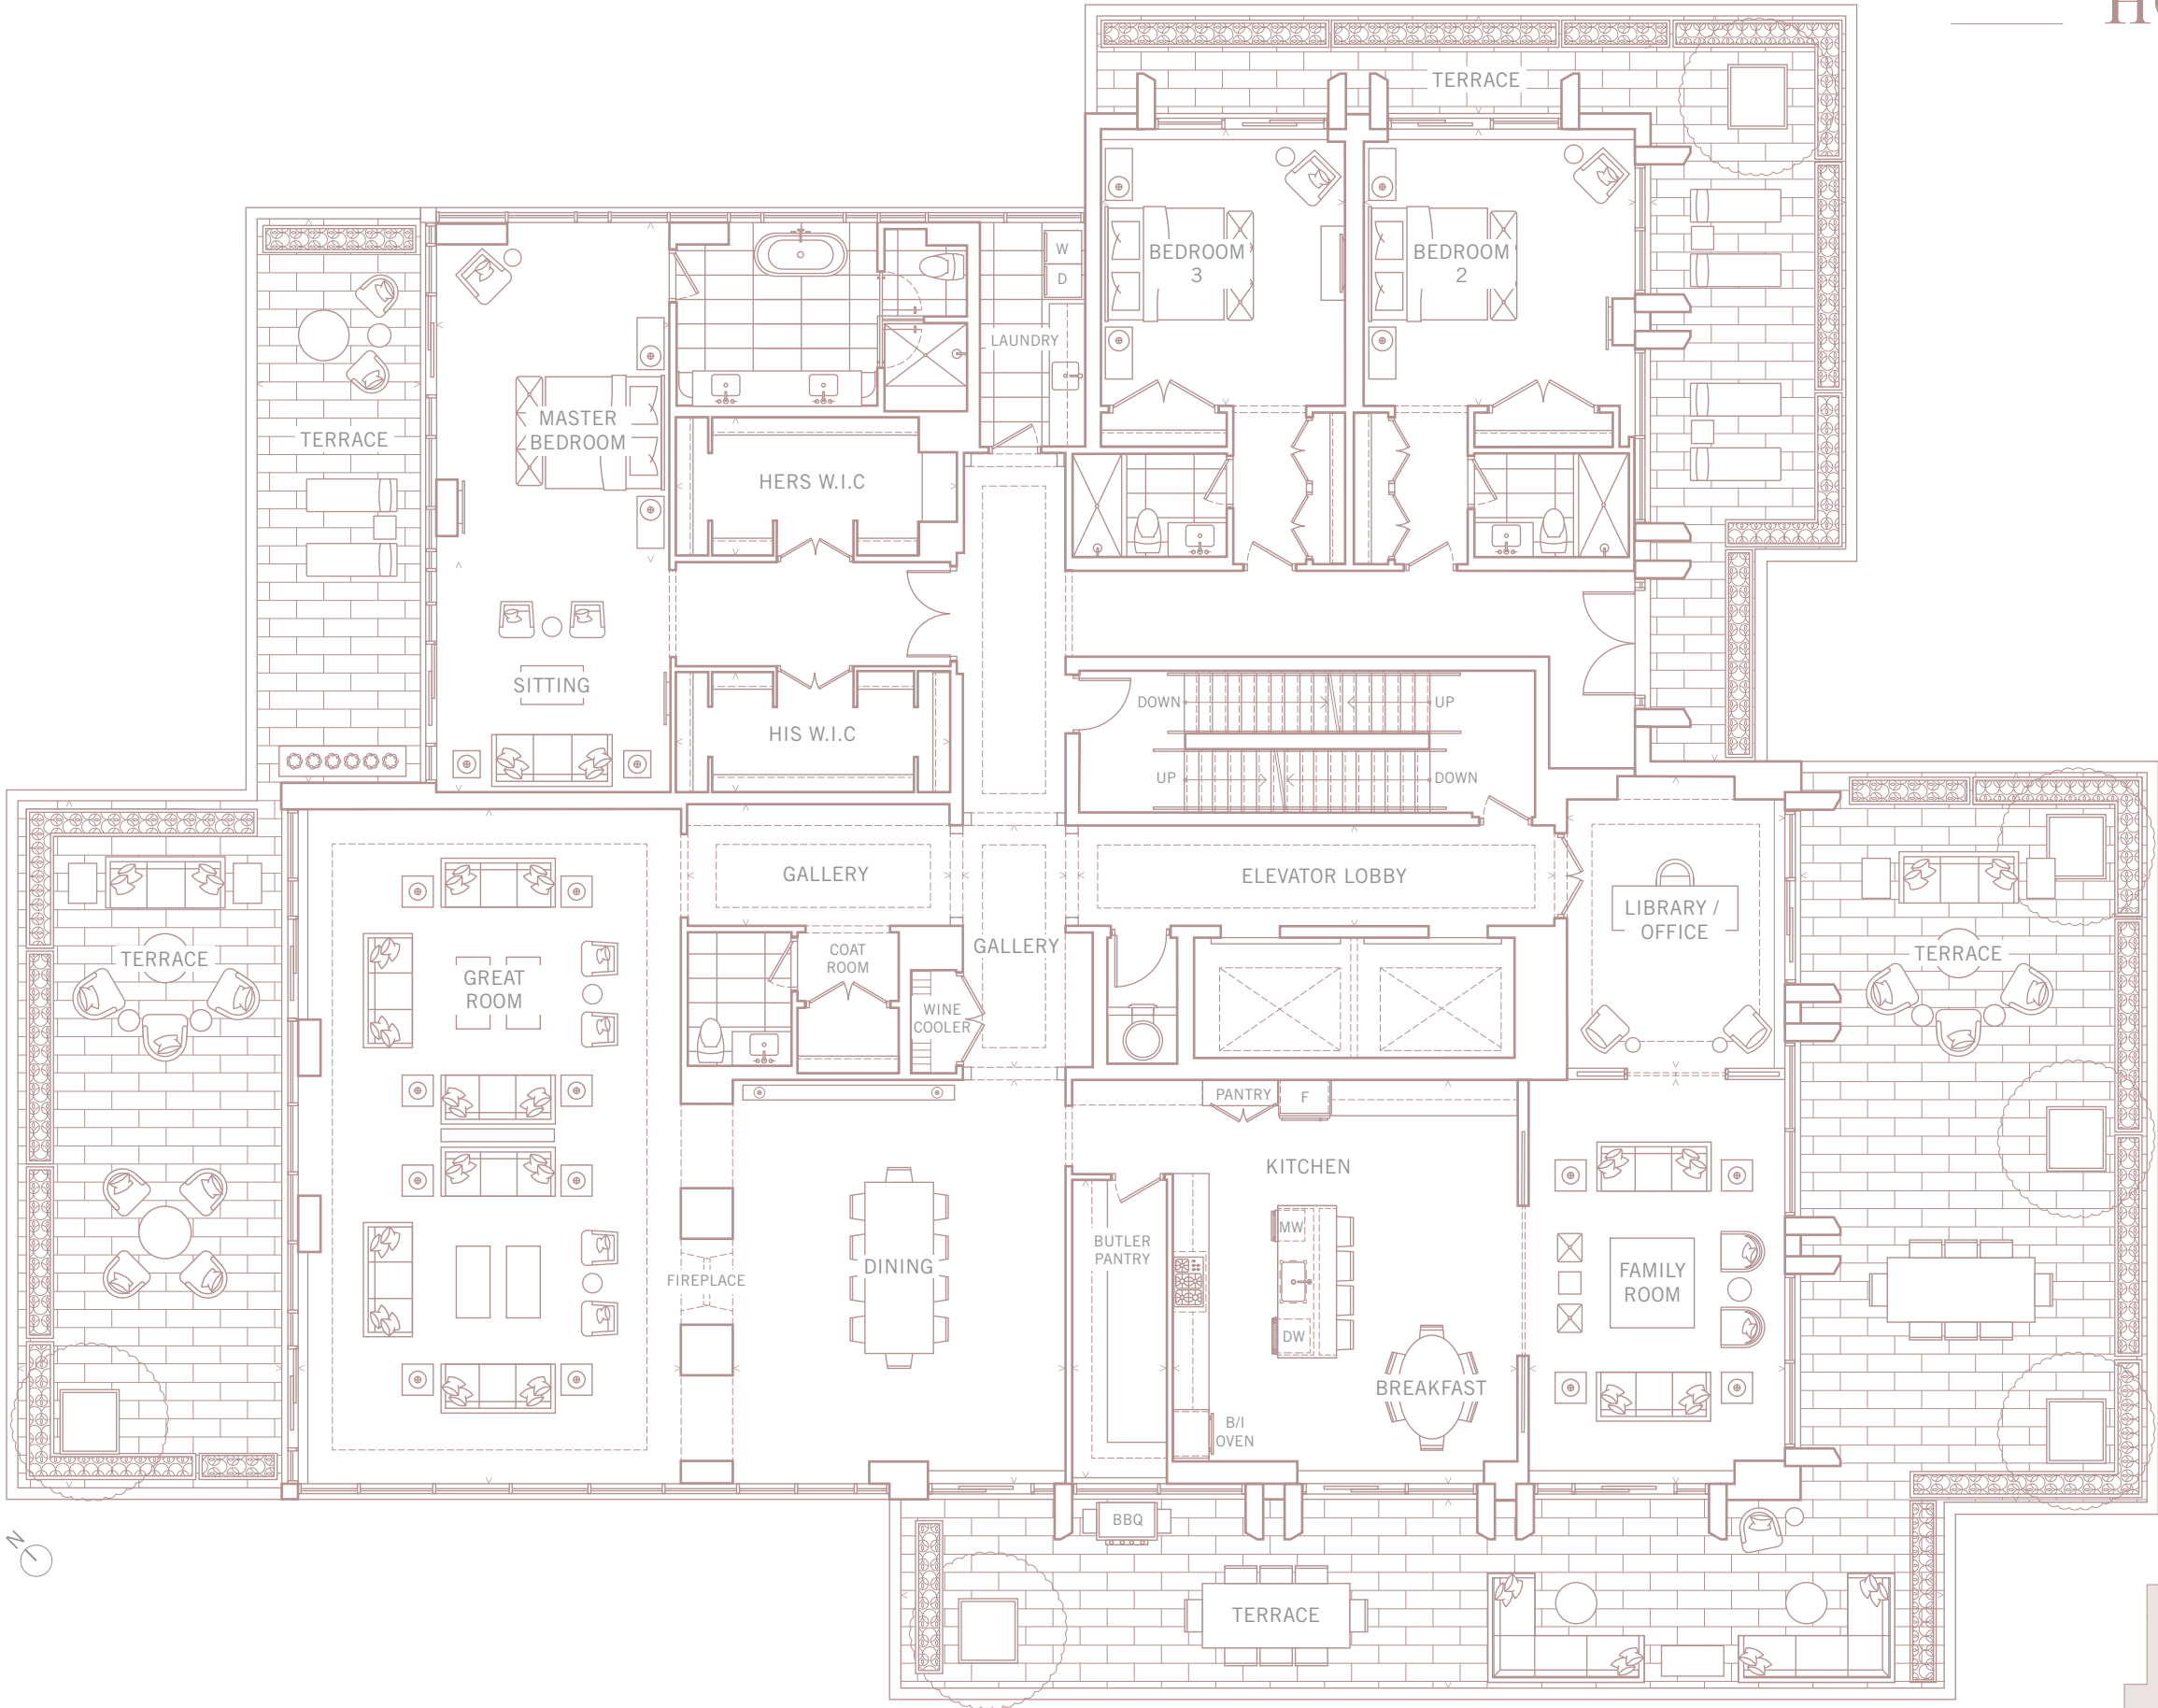 TERRACE
BEDROOM
3
BEDROOM
2
W
D
LAUNDRY
MASTER
BEDROOM
TERRACE
HERS W.I.C
SITTING
HIS W.I.C
DOWN
UP
UP
DOWN
GALLERY
ELEVATOR LOBBY
LIBRARY /
OFFICE
TERRACE
GREAT
ROOM
COAT
ROOM
GALLERY
WINE
COOLER
TERRACE
PANTRY
F
KITCHEN
MW
BUTLER
PANTRY
DINING
FIREPLACE
FAMILY
ROOM
DW
BREAKFAST
B/I
OVEN
BBQ
N
TERRACE